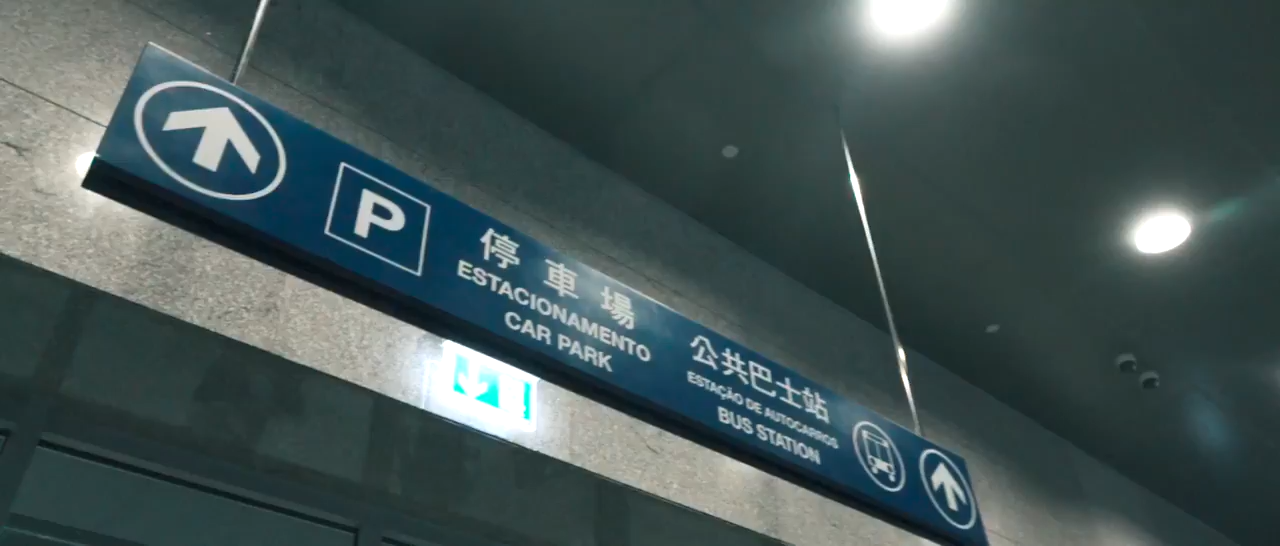 P
停車場
ESTACIONAMENTO
CAR PARK
公共巴士站
ESTAÇÃO DE AUTOCARROS
BUS STATION